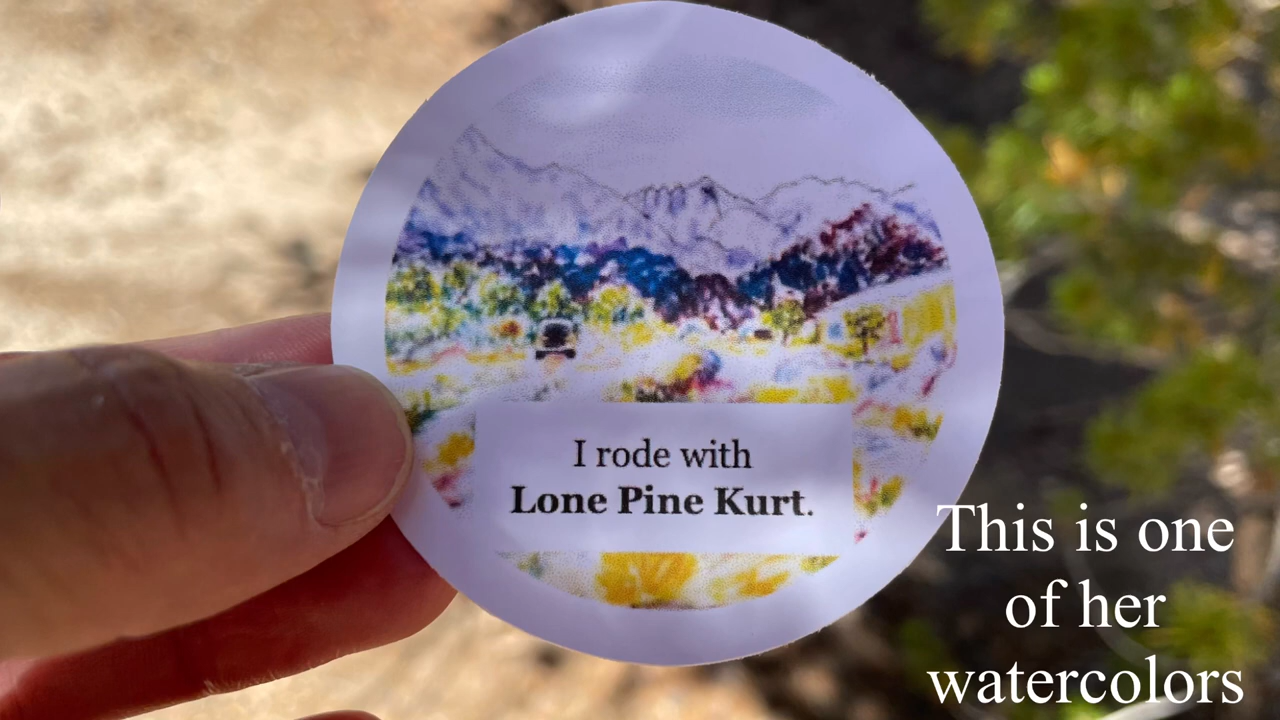 I rode with
Lone Pine Kurt.
This is one
of her
watercolors